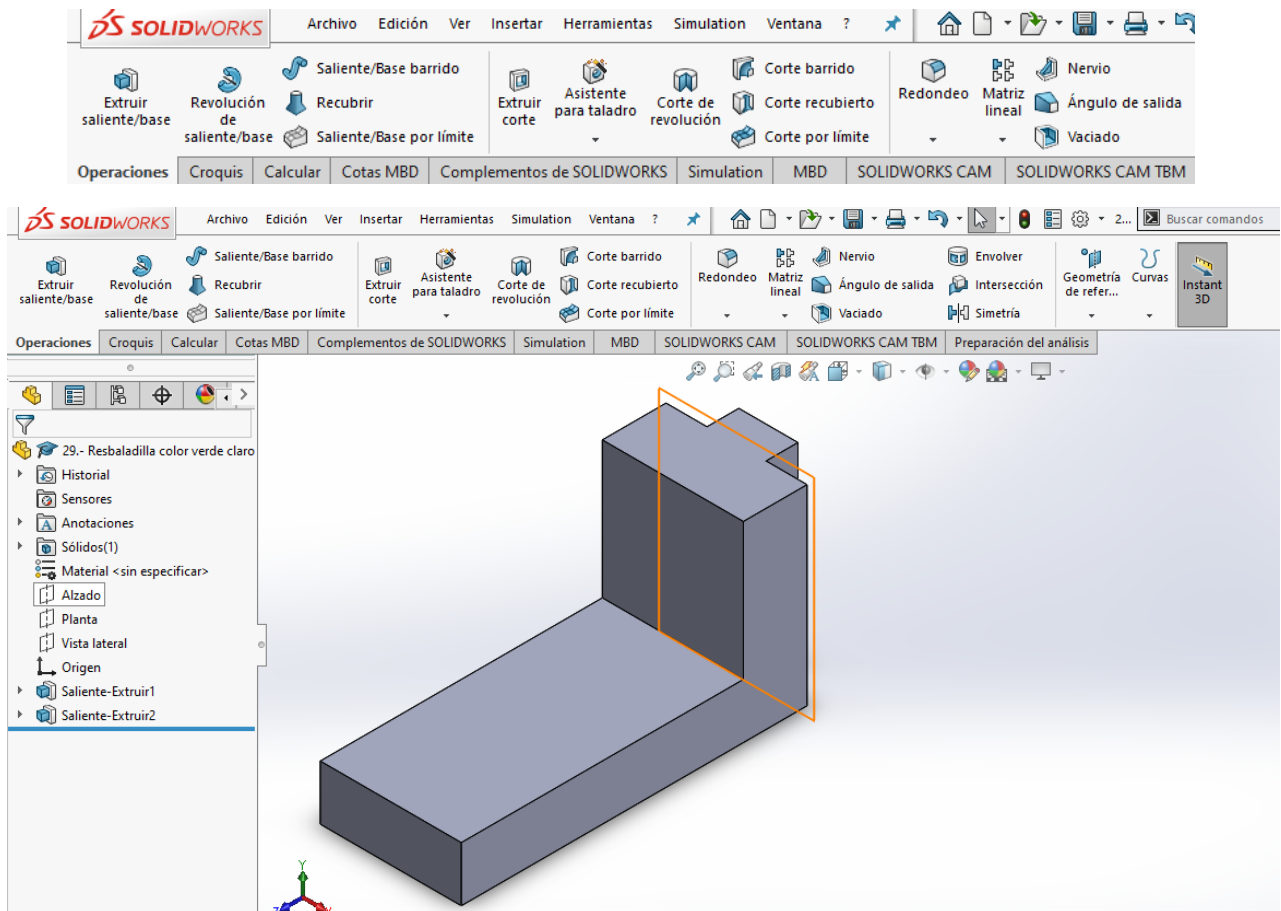 SOLIDWORKS Archivo Edición Ver Insertar Herramientas Simulation Ventana ?
Extruir saliente/base
Revolución de saliente/base
Saliente/Base barrido
Recubrir
Saliente/Base por límite
Extruir corte
Asistente para taladro
Corte de revolución
Corte barrido
Corte recubierto
Corte por límite
Redondeo
Matriz lineal
Nervio
Ángulo de salida
Vaciado
Operaciones Croquis Calcular Cotas MBD Complementos de SOLIDWORKS Simulation MBD SOLIDWORKS CAM SOLIDWORKS CAM TBM
SOLIDWORKS Archivo Edición Ver Insertar Herramientas Simulation Ventana ? 2... Buscar comandos
Extruir saliente/base
Revolución de saliente/base
Saliente/Base barrido
Recubrir
Saliente/Base por límite
Extruir corte
Asistente para taladro
Corte de revolución
Corte barrido
Corte recubierto
Corte por límite
Redondeo
Matriz lineal
Nervio
Ángulo de salida
Vaciado
Envolver
Intersección
Simetría
Geometría de refer...
Curvas
Instant 3D
Operaciones Croquis Calcular Cotas MBD Complementos de SOLIDWORKS Simulation MBD SOLIDWORKS CAM SOLIDWORKS CAM TBM Preparación del análisis
29.- Resbaladilla color verde claro
Historial
Sensores
Anotaciones
Sólidos(1)
Material <sin especificar>
Alzado
Planta
Vista lateral
Origen
Saliente-Extruir1
Saliente-Extruir2
Y